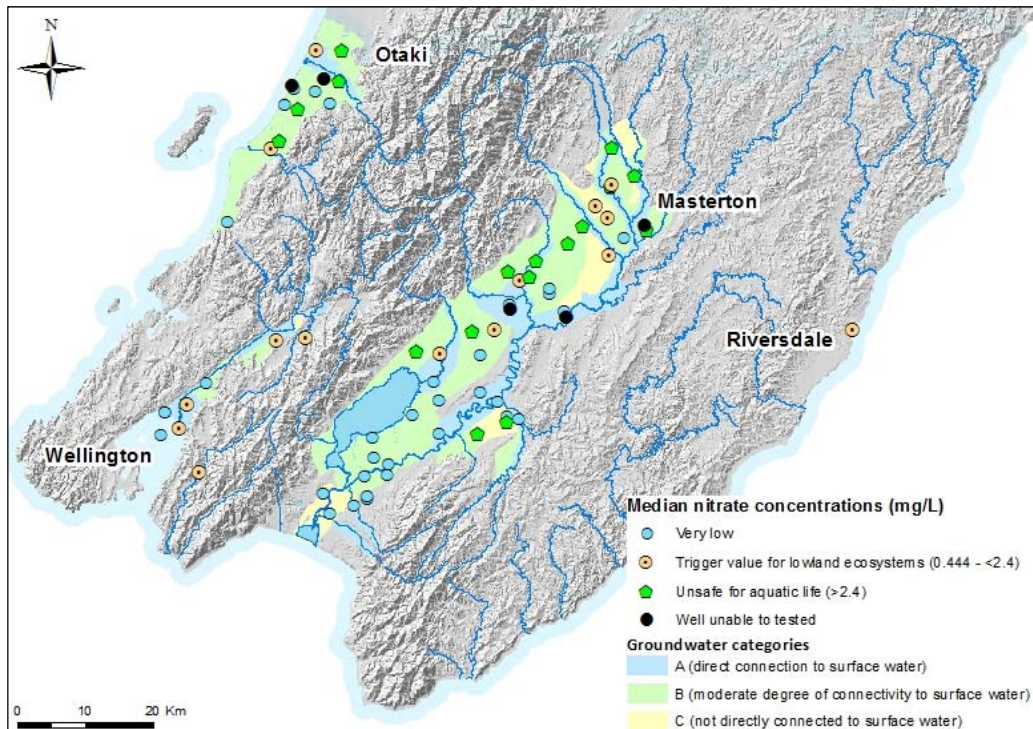 N
Otaki
Masterton
Riversdale
Wellington
Median nitrate concentrations (mg/L)
Very low
Trigger value for lowland ecosystems (0.444 - <2.4)
Unsafe for aquatic life (>2.4)
Well unable to tested
Groundwater categories
A (direct connection to surface water)
B (moderate degree of connectivity to surface water)
C (not directly connected to surface water)
0 10 20 Km